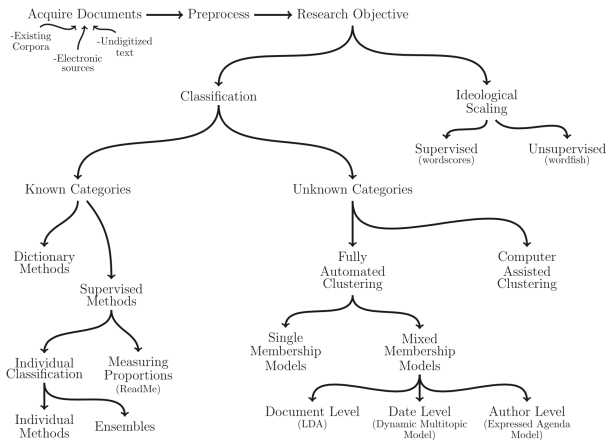 Acquire Documents
Preprocess
Research Objective
-Existing
Corpora
-Electronic
sources
-Undigitized
text
Classification
Ideological
Scaling
Supervised
(wordscores)
Unsupervised
(wordfish)
Known Categories
Unknown Categories
Dictionary
Methods
Supervised
Methods
Fully
Automated
Clustering
Computer
Assisted
Clustering
Individual
Classification
Measuring
Proportions
(ReadMe)
Single
Membership
Models
Mixed
Membership
Models
Individual
Methods
Ensembles
Document Level
(LDA)
Date Level
(Dynamic Multitopic
Model)
Author Level
(Expressed Agenda
Model)